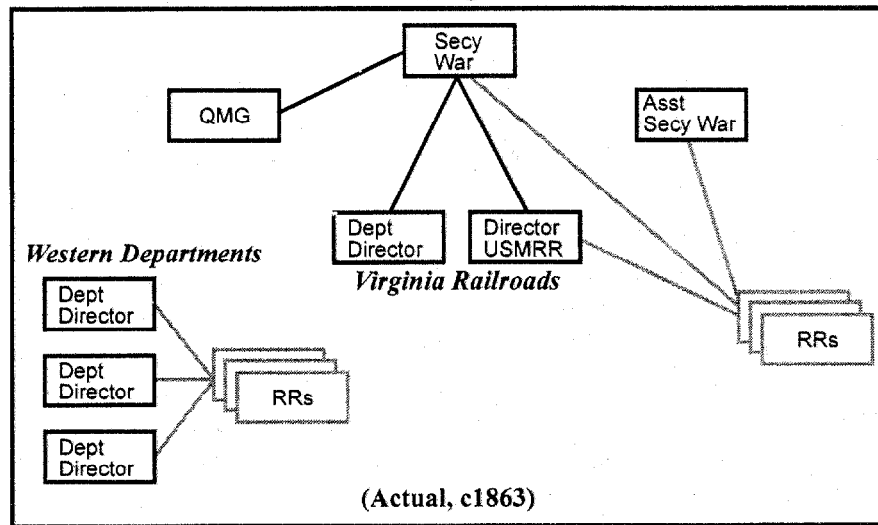 Secy
War
QMG
Asst
Secy War
Dept
Director
Director
USMRR
Western Departments
Virginia Railroads
Dept
Director
Dept
Director
Dept
Director
RRs
RRs
(Actual, c1863)